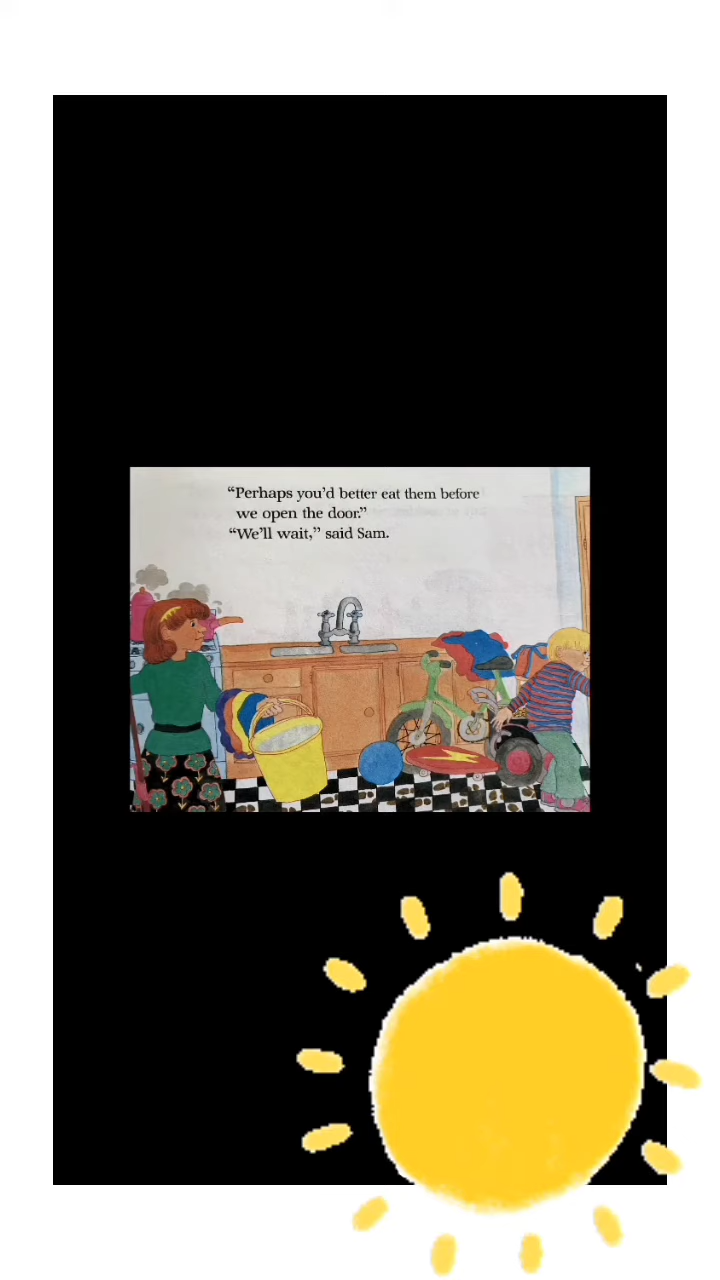 “Perhaps you’d better eat them before
we open the door.”
“We’ll wait,” said Sam.